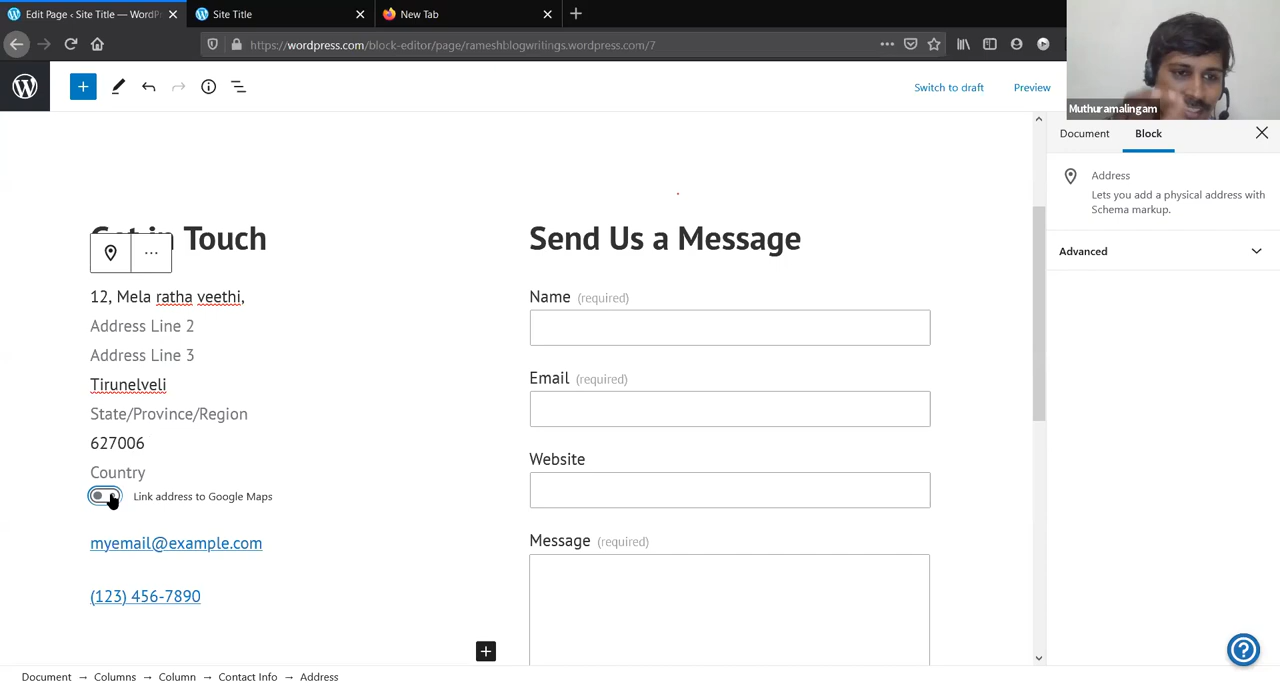 Edit Page ‹ Site Title — WordP
Site Title
New Tab
https://wordpress.com/block-editor/page/rameshblogwritings.wordpress.com/7
Switch to draft
Preview
Muthuramalingam
Document
Block
Address
Lets you add a physical address with
Schema markup.
Advanced
Get in Touch
12, Mela ratha veethi,
Address Line 2
Address Line 3
Tirunelveli
State/Province/Region
627006
Country
Link address to Google Maps
myemail@example.com
(123) 456-7890
Send Us a Message
Name (required)
Email (required)
Website
Message (required)
Document → Columns → Column → Contact Info → Address